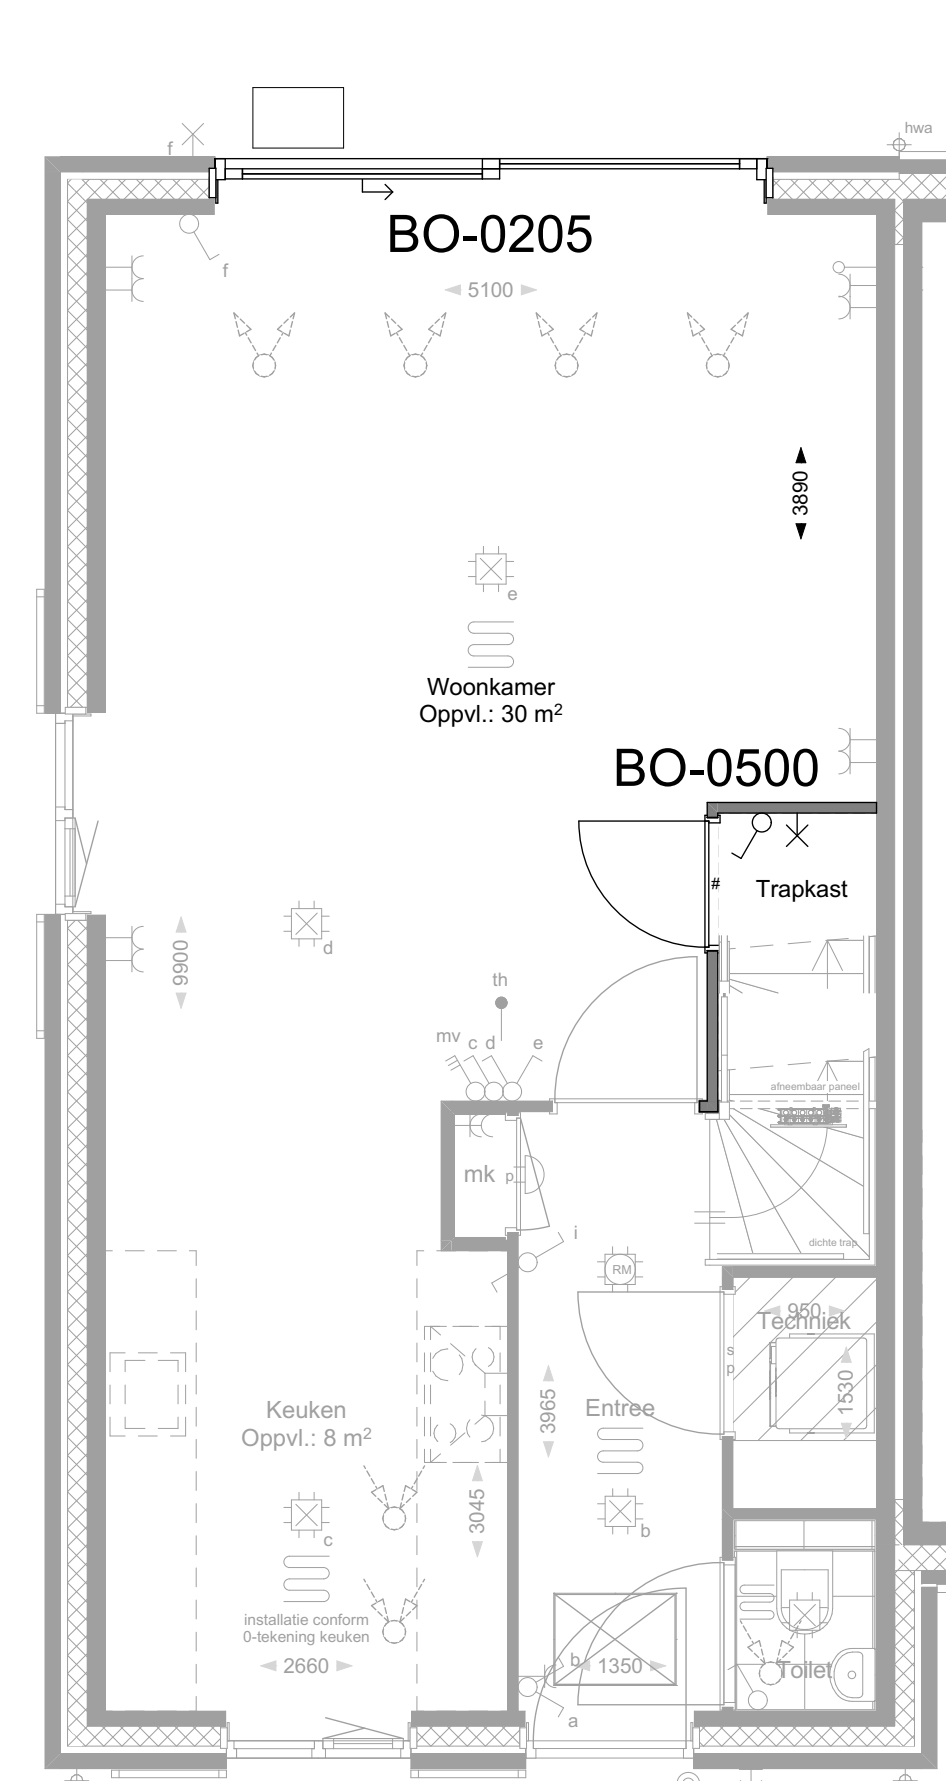 hwa
f
BO-0205
f
5100
3890
e
Woonkamer
Oppvl.: 30 m²
BO-0500
#
Trapkast
d
9900
th
mv
c
d
e
afneembaar paneel
mk
p
i
dichte trap
RM
950
Techniek
s
p
1530
Keuken
Oppvl.: 8 m²
3965
Entree
3045
c
b
installatie conform
0-tekening keuken
2660
b
1350
Toilet
a